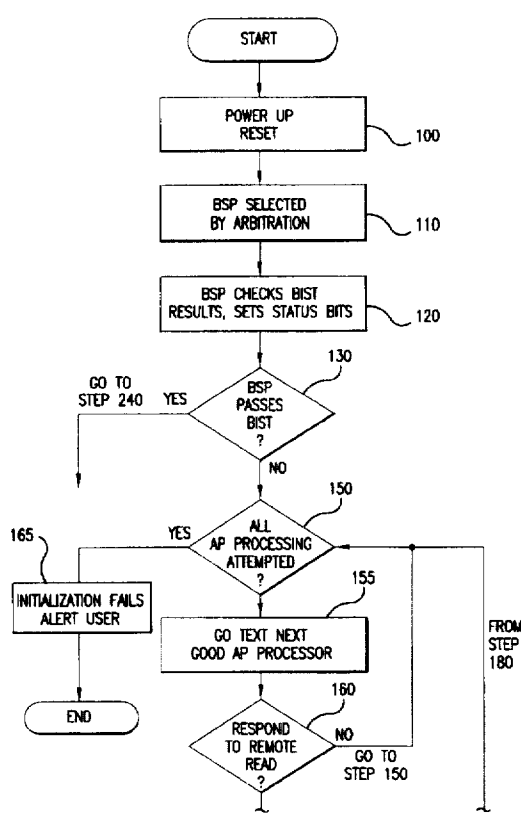 START
POWER UP
RESET
100
BSP SELECTED
BY ARBITRATION
110
BSP CHECKS BIST
RESULTS, SETS STATUS BITS
120
130
GO TO
STEP 240
YES
BSP
PASSES
BIST
?
NO
150
165
YES
ALL
AP PROCESSING
ATTEMPTED
?
155
INITIALIZATION FAILS
ALERT USER
GO TEXT NEXT
GOOD AP PROCESSOR
FROM
STEP
180
160
END
RESPOND
TO REMOTE
READ
?
NO
GO TO
STEP 150